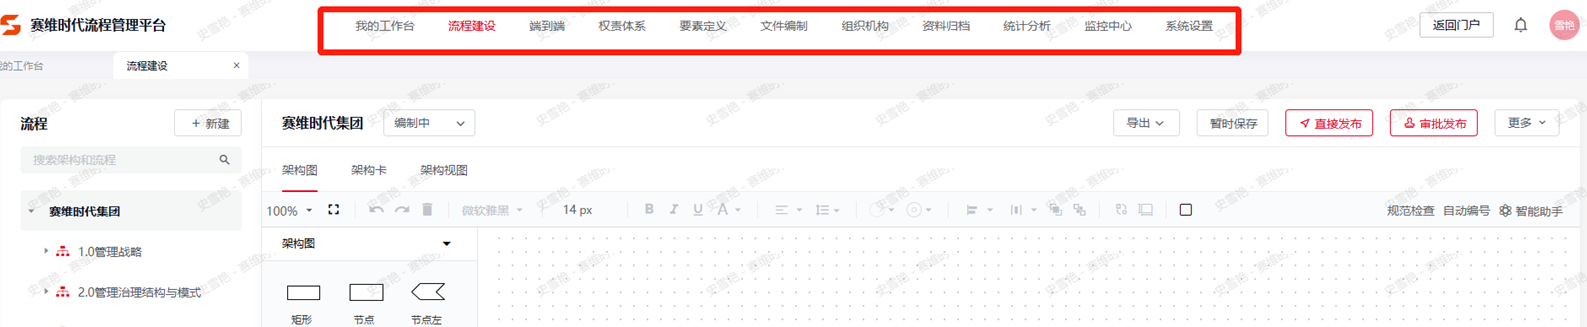 赛维时代流程管理平台
我的工作台 流程建设 端到端 权责体系 要素定义 文件编制 组织机构 资料归档 统计分析 监控中心 系统设置
返回门户
雪艳
我的工作台
流程建设 ×
流程
+ 新建
搜索架构和流程
赛维时代集团
1.0管理战略
2.0管理治理结构与模式
赛维时代集团 编制中
导出 暂时保存 直接发布 审批发布 更多
架构图 架构卡 架构视图
100% 微软雅黑 14 px B I U A 规范检查 自动编号 智能助手
架构图
矩形 节点 节点左